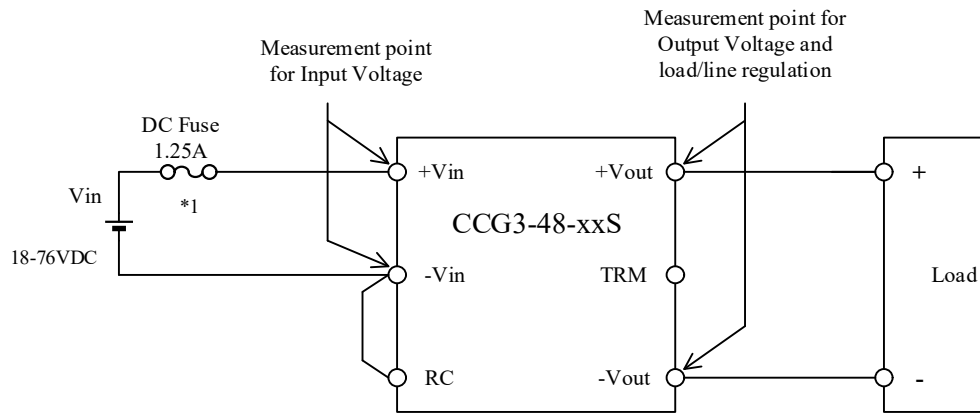 Measurement point for
Output Voltage and
load/line regulation
Measurement point
for Input Voltage
DC Fuse
1.25A
*1
Vin
18-76VDC
+Vin
+Vout
+
CCG3-48-xxS
-Vin
TRM
Load
RC
-Vout
-